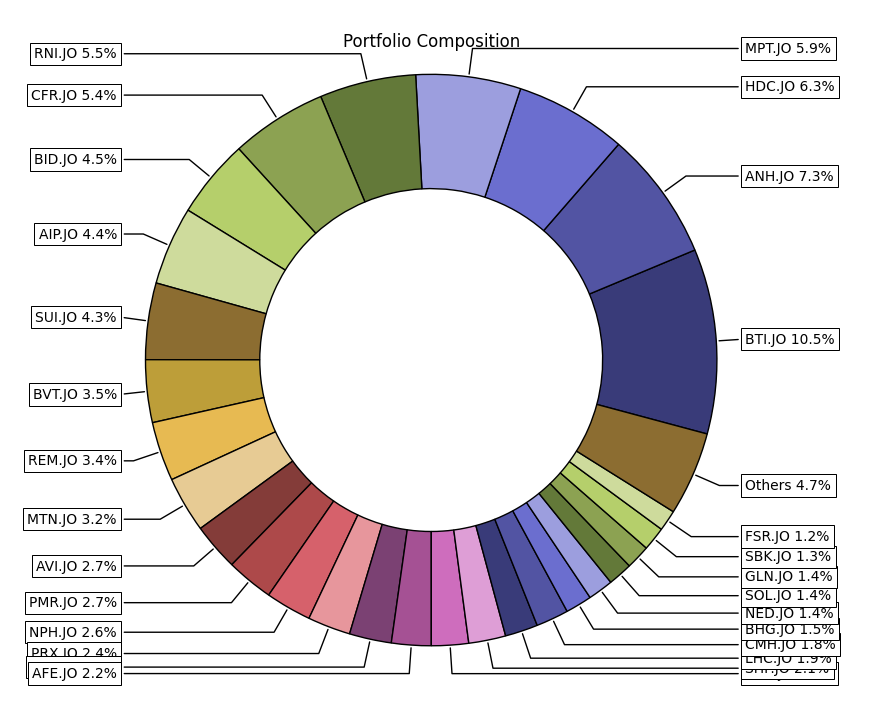 Portfolio Composition
RNI.JO 5.5%
CFR.JO 5.4%
BID.JO 4.5%
AIP.JO 4.4%
SUI.JO 4.3%
BVT.JO 3.5%
REM.JO 3.4%
MTN.JO 3.2%
AVI.JO 2.7%
PMR.JO 2.7%
NPH.JO 2.6%
PRX.JO 2.4%
AFE.JO 2.2%
MPT.JO 5.9%
HDC.JO 6.3%
ANH.JO 7.3%
BTI.JO 10.5%
Others 4.7%
FSR.JO 1.2%
SBK.JO 1.3%
GLN.JO 1.4%
SOL.JO 1.4%
NED.JO 1.4%
BHG.JO 1.5%
CMH.JO 1.8%
LHC.JO 1.9%
2.1%